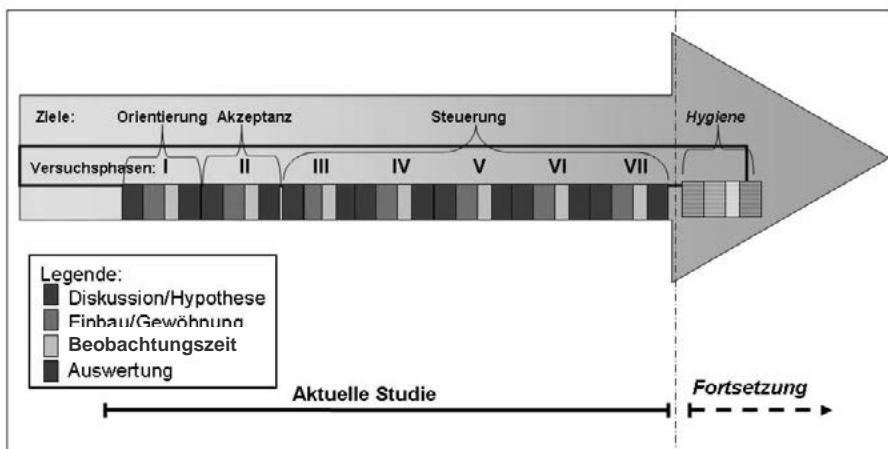 Ziele: Orientierung Akzeptanz Steuerung Hygiene
Versuchsphasen: I II III IV V VI VII
Legende:
Diskussion/Hypothese
Einbau/Gewöhnung
Beobachtungszeit
Auswertung
Aktuelle Studie
Fortsetzung